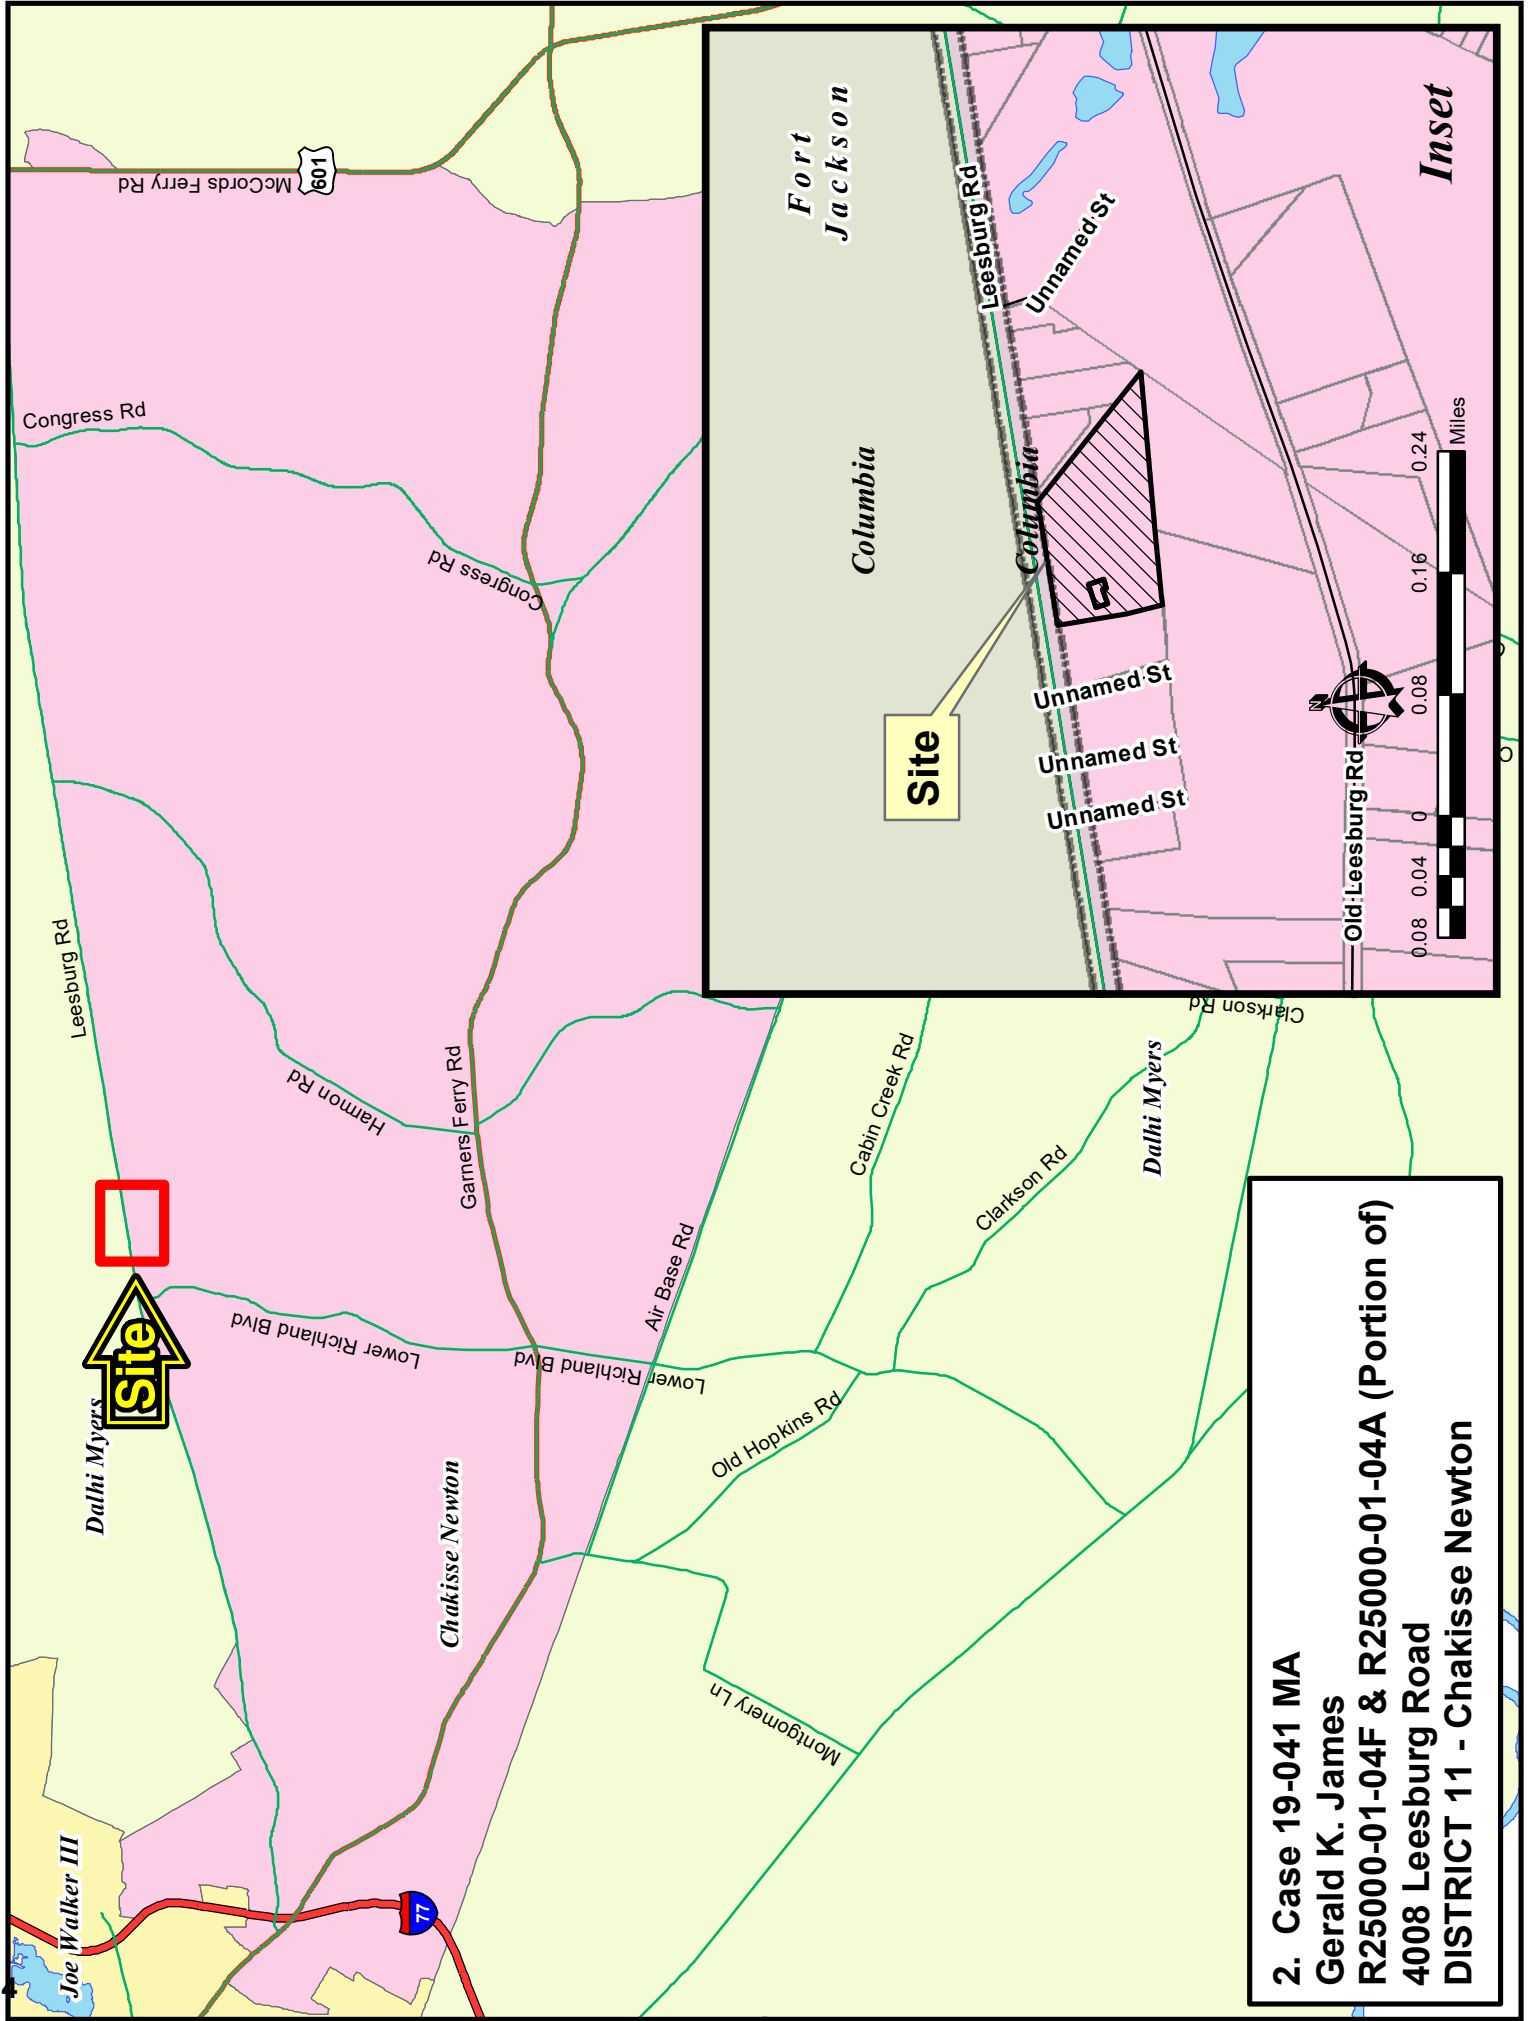 4
Joe Walker III
77
Dalhi Myers
Site
Leesburg Rd
Congress Rd
McCords Ferry Rd
601
Chakisse Newton
Lower Richland Blvd
Harmon Rd
Garners Ferry Rd
Congress Rd
Lower Richland Blvd
Air Base Rd
Montgomery Ln
Old Hopkins Rd
Cabin Creek Rd
Clarkson Rd
Dalhi Myers
Clarkson Rd
Fort
Jackson
Columbia
Site
Columbia
Leesburg Rd
Unnamed St
Unnamed St
Unnamed St
Unnamed St
Old Leesburg Rd
N
0.08 0.04 0 0.08 0.16 0.24
Miles
Inset
2. Case 19-041 MA
Gerald K. James
R25000-01-04F & R25000-01-04A (Portion of)
4008 Leesburg Road
DISTRICT 11 - Chakisse Newton